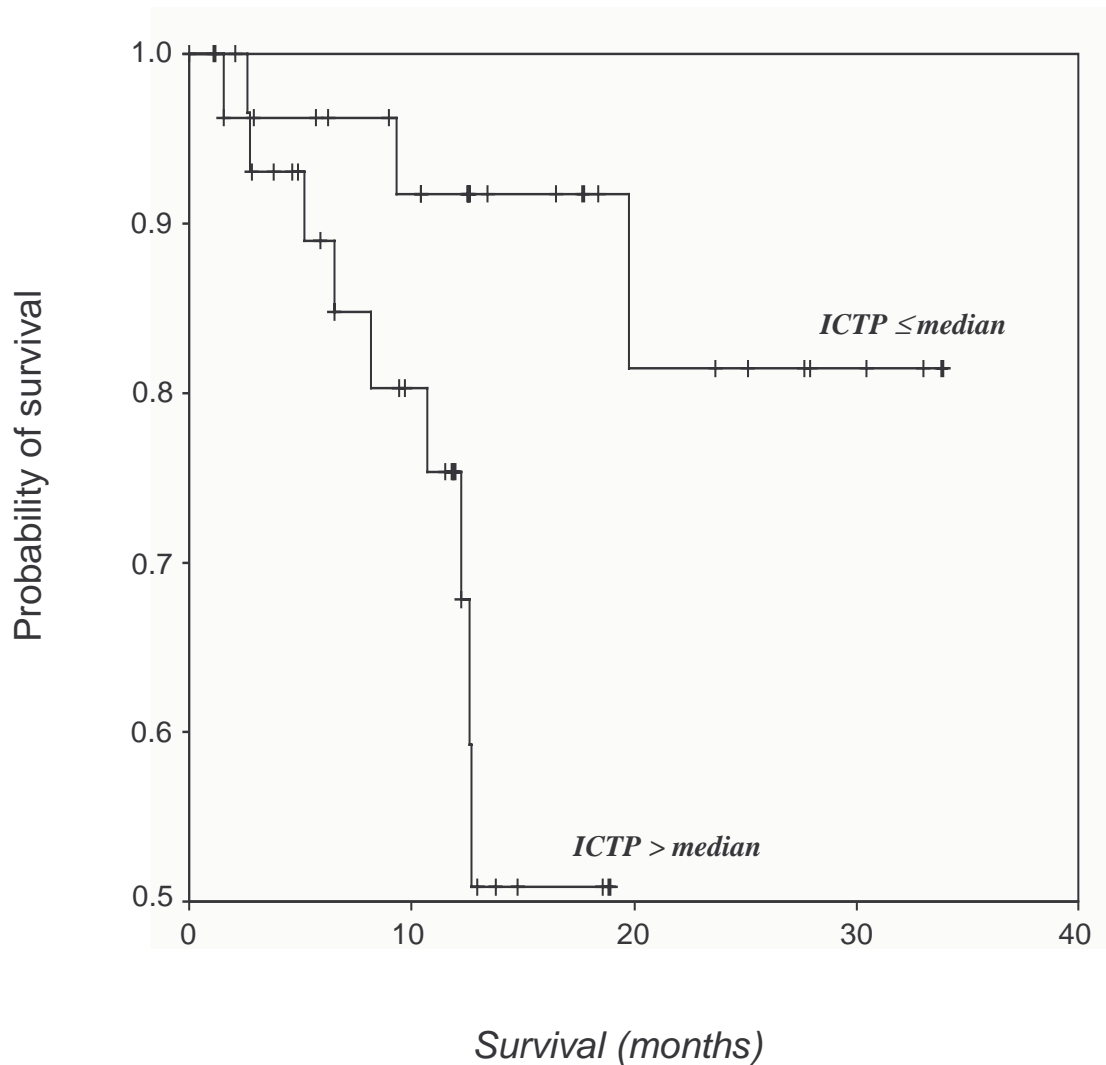 1.0
0.9
0.8
0.7
0.6
0.5
Probability of survival
ICTP ≤ median
ICTP > median
0 10 20 30 40
Survival (months)